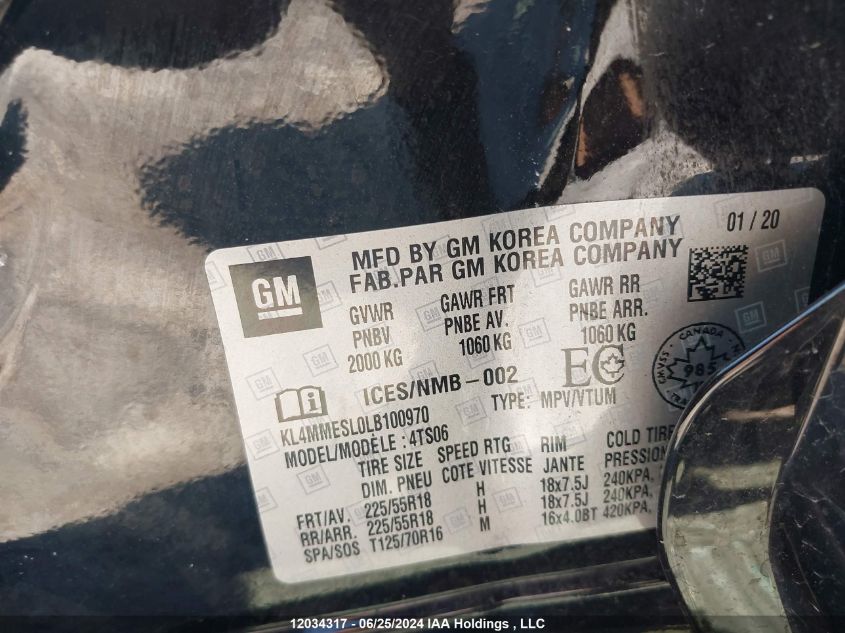 MFD BY GM KOREA COMPANY
FAB.PAR GM KOREA COMPANY
01 / 20
GM
GVWR
PNBV
2000 KG
GAWR FRT
PNBE AV.
1060 KG
GAWR RR
PNBE ARR.
1060 KG
ICES/NMB-002
EC
CANADA
985
CMVSS
KL4MMESL0LB100970
TYPE: MPV/VTUM
MODEL/MODÈLE : 4TS06
TIRE SIZE SPEED RTG RIM COLD TIRE
DIM. PNEU COTE VITESSE JANTE PRESSION
FRT/AV. 225/55R18 H 18x7.5J 240KPA,
RR/ARR. 225/55R18 H 18x7.5J 240KPA,
SPA/SOS T125/70R16 M 16x4.0BT 420KPA,
12034317 - 06/25/2024 IAA Holdings , LLC